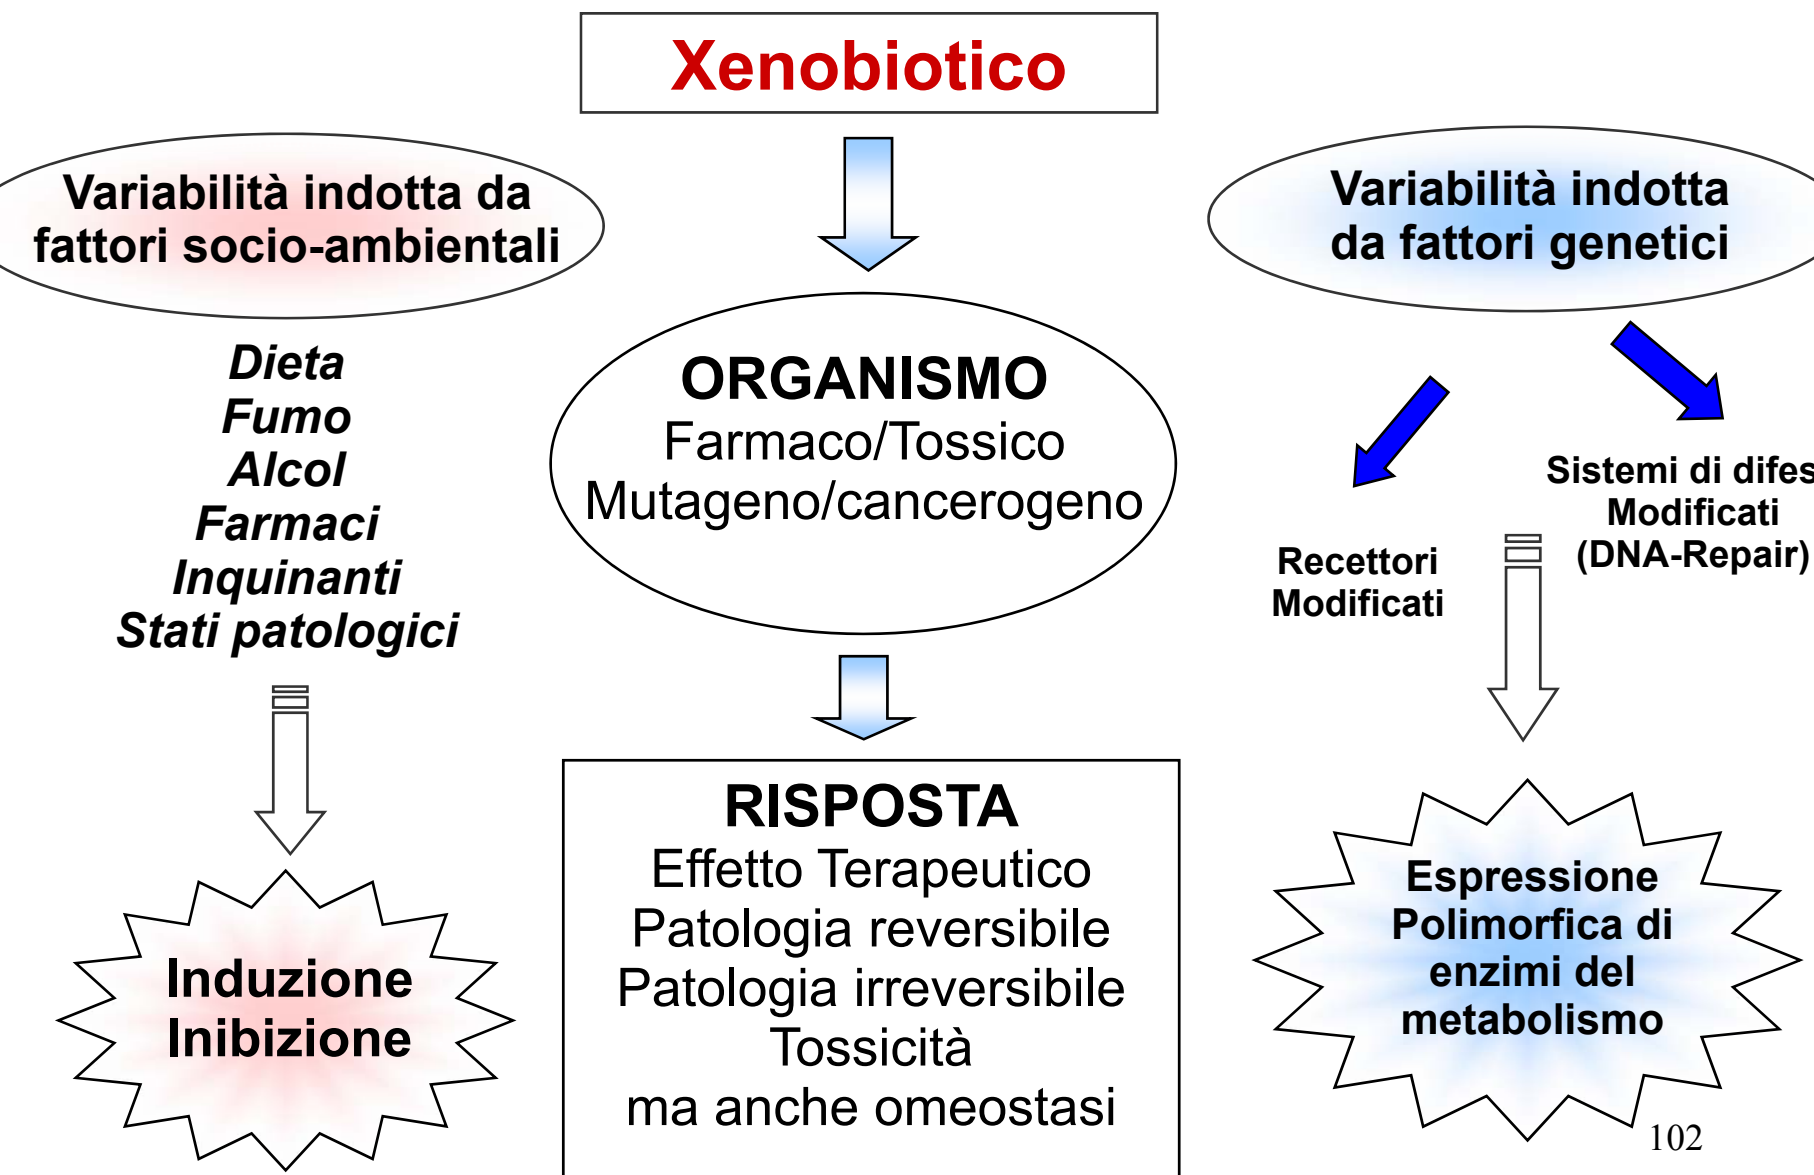 Xenobiotico
Variabilità indotta da
fattori socio-ambientali
Dieta
Fumo
Alcol
Farmaci
Inquinanti
Stati patologici
Induzione
Inibizione
ORGANISMO
Farmaco/Tossico
Mutageno/cancerogeno
RISPOSTA
Effetto Terapeutico
Patologia reversibile
Patologia irreversibile
Tossicità
ma anche omeostasi
Variabilità indotta
da fattori genetici
Recettori
Modificati
Sistemi di difes
Modificati
(DNA-Repair)
Espressione
Polimorfica di
enzimi del
metabolismo
102